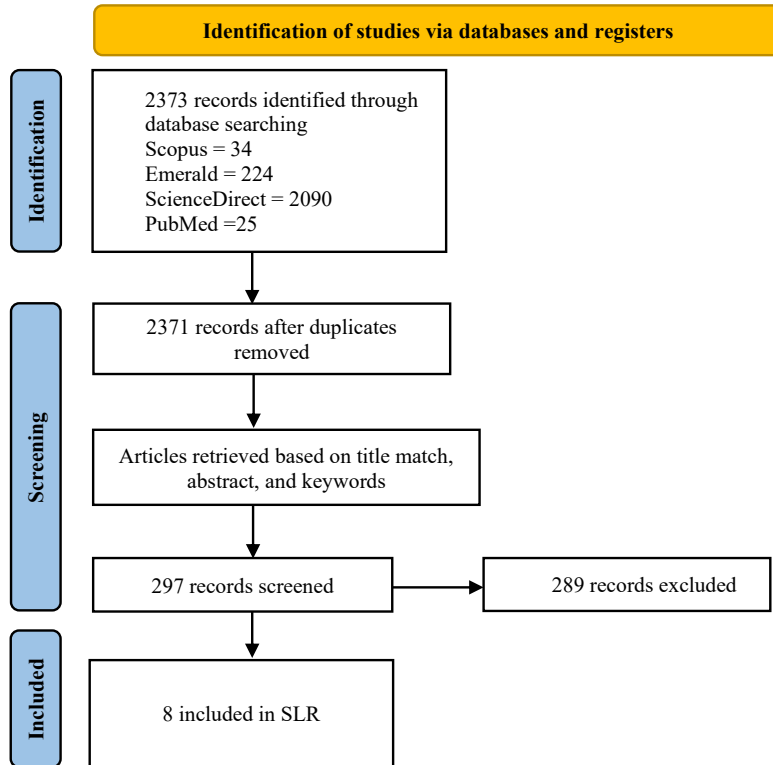 Identification of studies via databases and registers
Identification
2373 records identified through
database searching
Scopus = 34
Emerald = 224
ScienceDirect = 2090
PubMed =25
Screening
2371 records after duplicates
removed
Articles retrieved based on title match,
abstract, and keywords
297 records screened
289 records excluded
Included
8 included in SLR